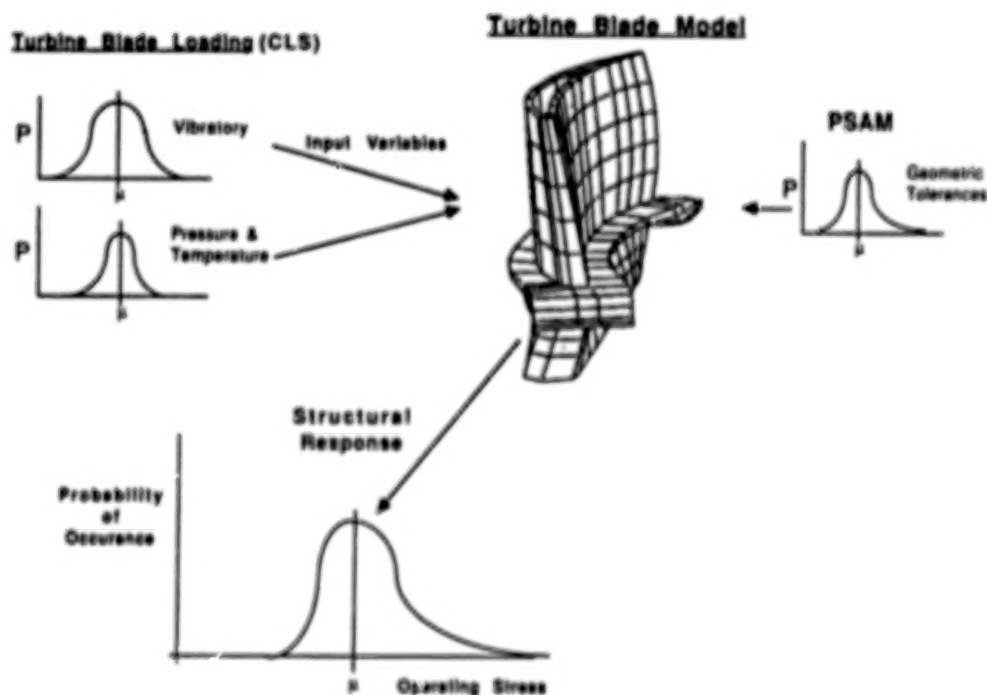 Turbine Blade Loading (CLS)
Turbine Blade Model
P
Vibratory
μ
Input Variables
P
Pressure &
Temperature
μ
PSAM
P
Geometric
Tolerances
μ
Structural
Response
Probability
of
Occurance
μ
Operating Stress